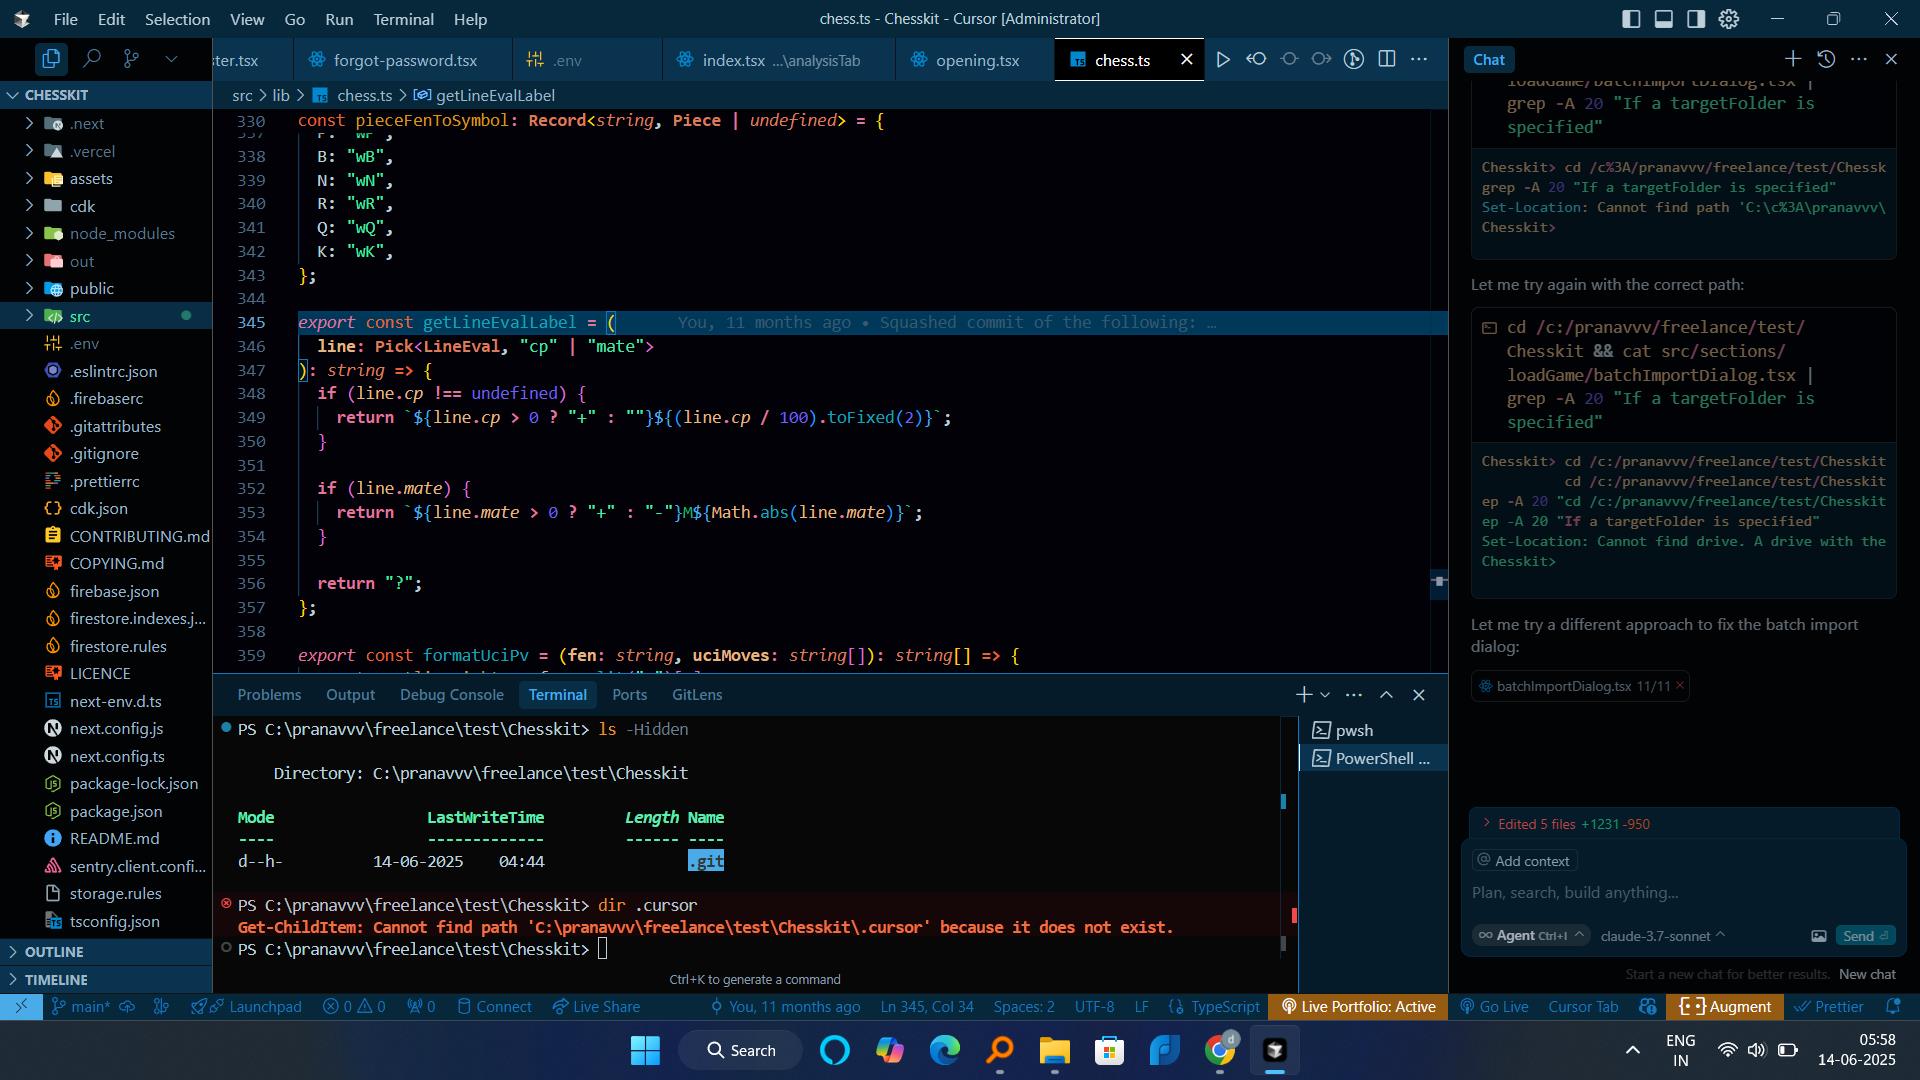 File Edit Selection View Go Run Terminal Help
chess.ts - Chesskit - Cursor [Administrator]
ster.tsx
forgot-password.tsx
.env
index.tsx ...\analysisTab
opening.tsx
chess.ts
CHESSKIT
.next
.vercel
assets
cdk
node_modules
out
public
src
.env
.eslintrc.json
.firebaserc
.gitattributes
.gitignore
.prettierrc
cdk.json
CONTRIBUTING.md
COPYING.md
firebase.json
firestore.indexes.j...
firestore.rules
LICENCE
next-env.d.ts
next.config.js
next.config.ts
package-lock.json
package.json
README.md
sentry.client.confi...
storage.rules
tsconfig.json
OUTLINE
TIMELINE
src > lib > chess.ts > getLineEvalLabel
330 const pieceFenToSymbol: Record<string, Piece | undefined> = {
337 P: "wP",
338 B: "wB",
339 N: "wN",
340 R: "wR",
341 Q: "wQ",
342 K: "wK",
343 };
344
345 export const getLineEvalLabel = ( You, 11 months ago • Squashed commit of the following: …
346 line: Pick<LineEval, "cp" | "mate">
347 ): string => {
348 if (line.cp !== undefined) {
349 return `${line.cp > 0 ? "+" : ""}${(line.cp / 100).toFixed(2)}`;
350 }
351
352 if (line.mate) {
353 return `${line.mate > 0 ? "+" : "-"}M${Math.abs(line.mate)}`;
354 }
355
356 return "?";
357 };
358
359 export const formatUciPv = (fen: string, uciMoves: string[]): string[] => {
Problems Output Debug Console Terminal Ports GitLens
PS C:\pranavvv\freelance\test\Chesskit> ls -Hidden
Directory: C:\pranavvv\freelance\test\Chesskit
Mode LastWriteTime Length Name
---- ------------- ------ ----
d--h- 14-06-2025 04:44 .git
PS C:\pranavvv\freelance\test\Chesskit> dir .cursor
Get-ChildItem: Cannot find path 'C:\pranavvv\freelance\test\Chesskit\.cursor' because it does not exist.
PS C:\pranavvv\freelance\test\Chesskit>
Ctrl+K to generate a command
pwsh
PowerShell ...
Chat
loadGame/batchImportDialog.tsx |
grep -A 20 "If a targetFolder is
specified"
Chesskit> cd /c%3A/pranavvv/freelance/test/Chessk
grep -A 20 "If a targetFolder is specified"
Set-Location: Cannot find path 'C:\c%3A\pranavvv\
Chesskit>
Let me try again with the correct path:
cd /c:/pranavvv/freelance/test/
Chesskit && cat src/sections/
loadGame/batchImportDialog.tsx |
grep -A 20 "If a targetFolder is
specified"
Chesskit> cd /c:/pranavvv/freelance/test/Chesskit
cd /c:/pranavvv/freelance/test/Chesskit
ep -A 20 "cd /c:/pranavvv/freelance/test/Chesskit
ep -A 20 "If a targetFolder is specified"
Set-Location: Cannot find drive. A drive with the
Chesskit>
Let me try a different approach to fix the batch import
dialog:
batchImportDialog.tsx 11/11
Edited 5 files +1231 -950
@ Add context
Plan, search, build anything...
Agent Ctrl+I
claude-3.7-sonnet
Send
Start a new chat for better results. New chat
main*
Launchpad
0 0
0
Connect
Live Share
You, 11 months ago
Ln 345, Col 34
Spaces: 2
UTF-8
LF
TypeScript
Live Portfolio: Active
Go Live
Cursor Tab
Augment
Prettier
Search
d
ENG
IN
05:58
14-06-2025